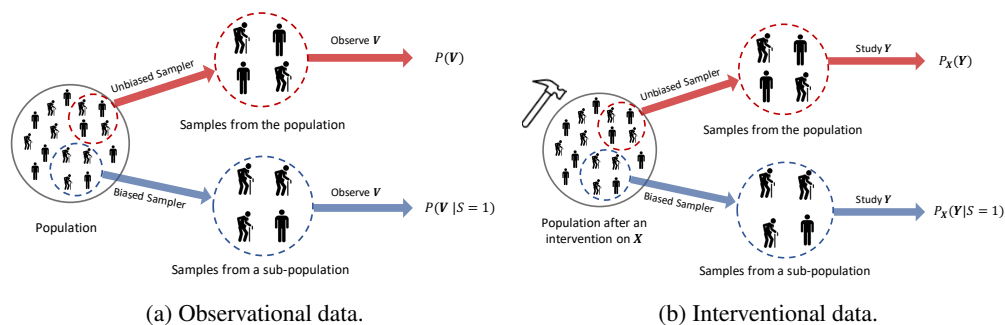 Unbiased Sampler
Observe V
P(V)
Samples from the population
Biased Sampler
Observe V
P(V |S = 1)
Population
Samples from a sub-population
(a) Observational data.
Unbiased Sampler
Study Y
P_X(Y)
Samples from the population
Biased Sampler
Study Y
P_X(Y|S = 1)
Population after an
intervention on X
Samples from a sub-population
(b) Interventional data.